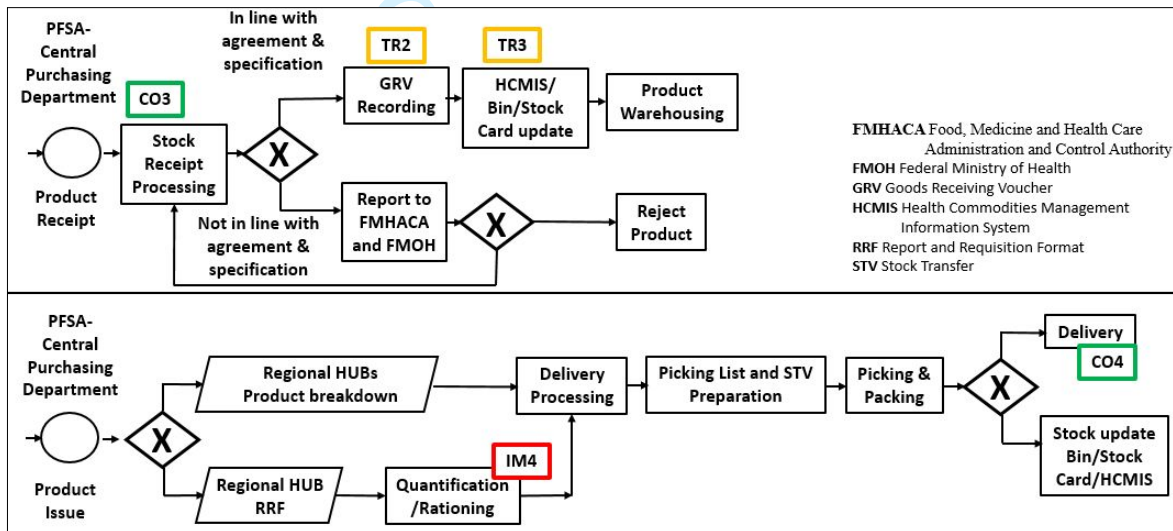 PFSA-
Central
Purchasing
Department
In line with
agreement &
specification
CO3
TR2
TR3
GRV
Recording
HCMIS/
Bin/Stock
Card update
Product
Warehousing
Stock
Receipt
Processing
X
Product
Receipt
Not in line with
agreement &
specification
Report to
FMHACA
and FMOH
X
Reject
Product
FMHACA Food, Medicine and Health Care
Administration and Control Authority
FMOH Federal Ministry of Health
GRV Goods Receiving Voucher
HCMIS Health Commodities Management
Information System
RRF Report and Requisition Format
STV Stock Transfer
PFSA-
Central
Purchasing
Department
Product
Issue
X
Regional HUBs
Product breakdown
Regional HUB
RRF
IM4
Quantification
/Rationing
Delivery
Processing
Picking List and STV
Preparation
Picking &
Packing
X
Delivery
CO4
Stock update
Bin/Stock
Card/HCMIS